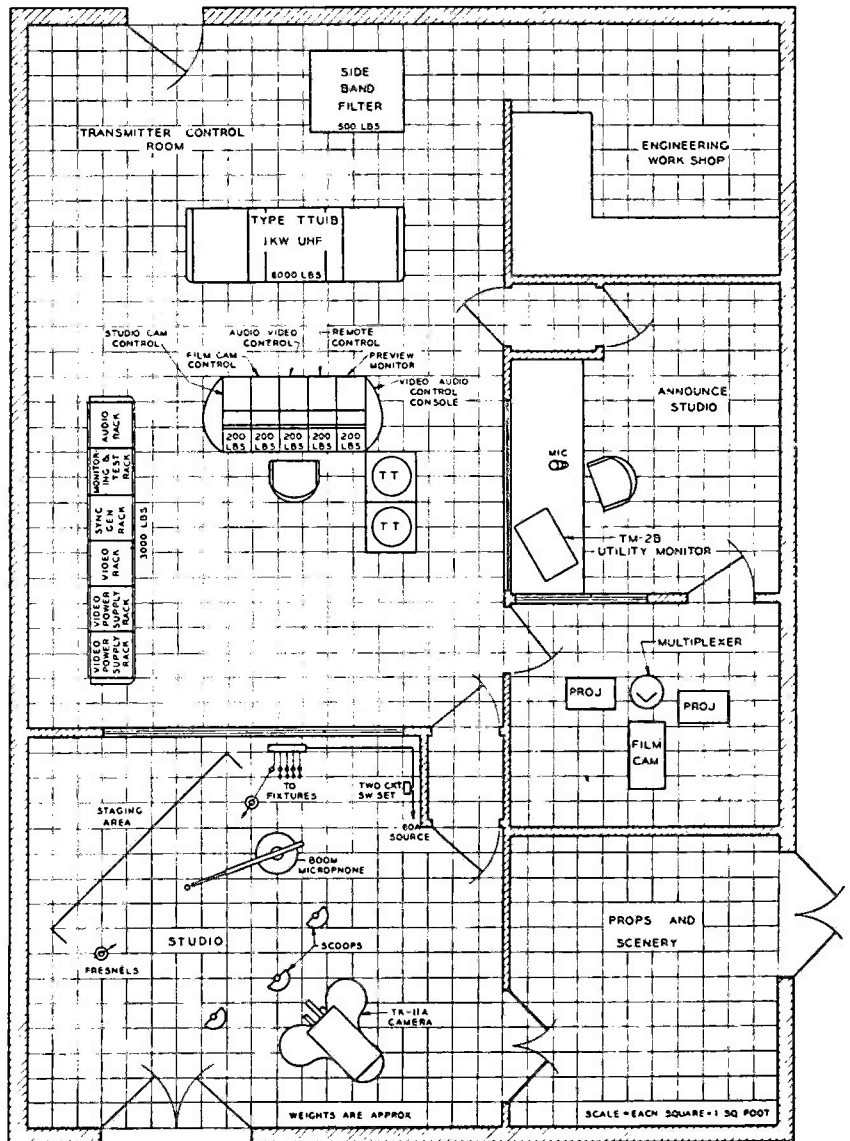 SIDE
BAND
FILTER
500 LBS
TRANSMITTER CONTROL
ROOM
ENGINEERING
WORK SHOP
TYPE TTU1B
1KW UHF
6000 LBS
STUDIO CAM
CONTROL
FILM CAM
CONTROL
AUDIO VIDEO
CONTROL
REMOTE
CONTROL
PREVIEW
MONITOR
VIDEO AUDIO
CONTROL
CONSOLE
200
LBS
200
LBS
200
LBS
200
LBS
200
LBS
AUDIO
RACK
MONITOR-
ING &
TEST
RACK
SYNC
GEN
RACK
VIDEO
RACK
VIDEO
POWER
SUPPLY
RACK
VIDEO
POWER
SUPPLY
RACK
3000 LBS
TT
TT
ANNOUNCE
STUDIO
MIC
TM-2B
UTILITY MONITOR
MULTIPLEXER
PROJ
PROJ
FILM
CAM
TO
FIXTURES
TWO CKT.
SW SET
60A
SOURCE
STAGING
AREA
BOOM
MICROPHONE
STUDIO
SCOOPS
FRESNELS
TK-11A
CAMERA
PROPS AND
SCENERY
WEIGHTS ARE APPROX
SCALE = EACH SQUARE = 1 SQ FOOT